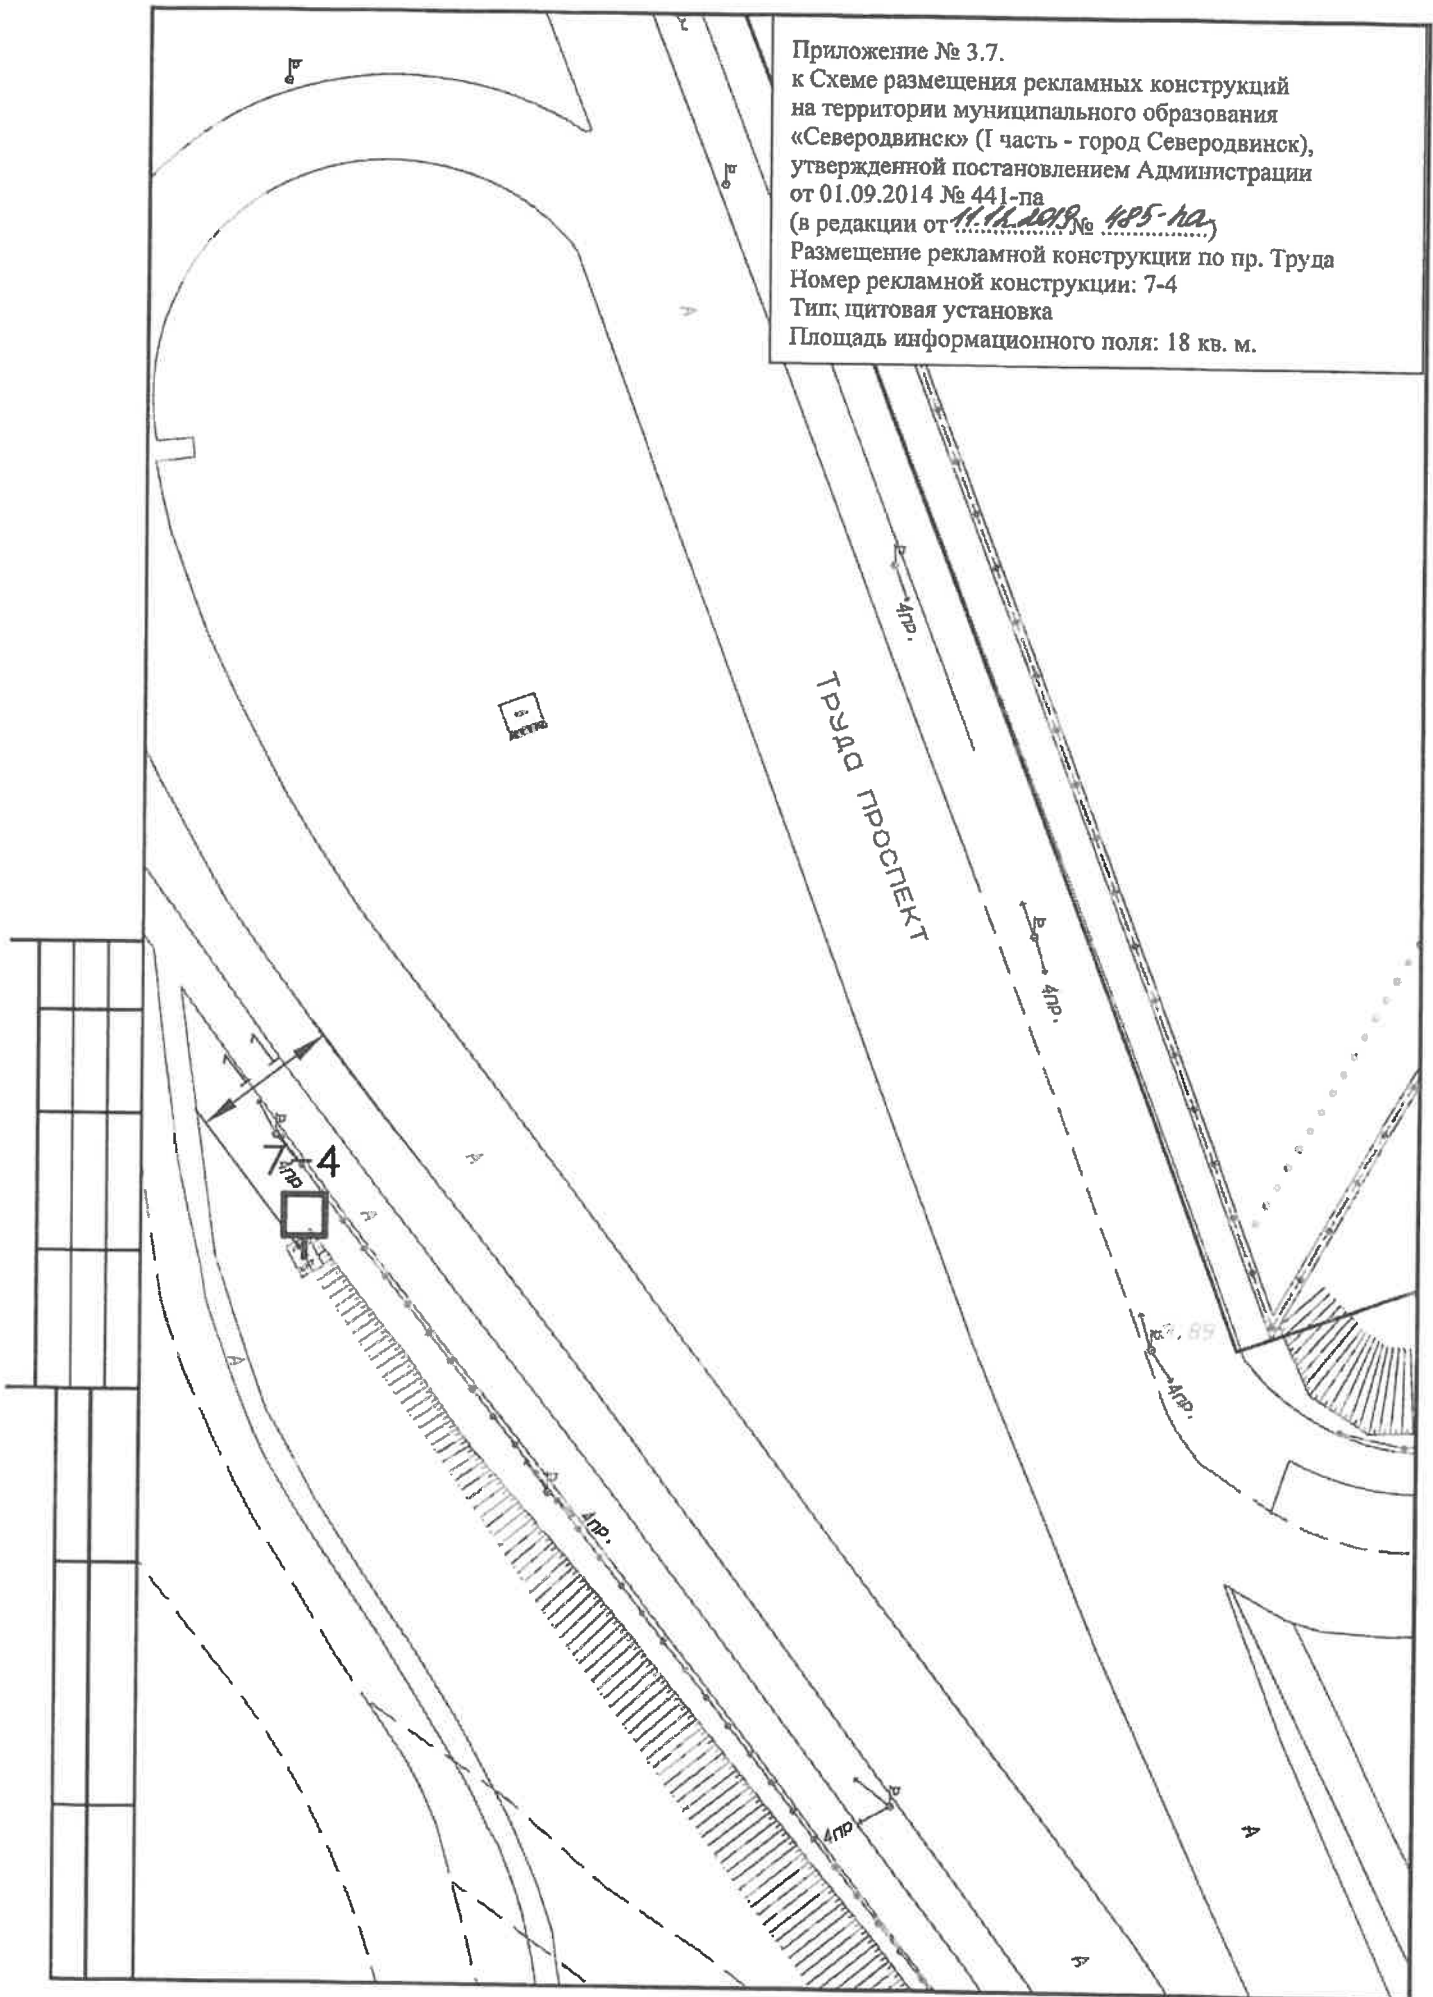 Приложение № 3.7.
к Схеме размещения рекламных конструкций
на территории муниципального образования
«Северодвинск» (I часть - город Северодвинск),
утвержденной постановлением Администрации
от 01.09.2014 № 441-па
(в редакции от 11.12.2019 № 485-па)
Размещение рекламной конструкции по пр. Труда
Номер рекламной конструкции: 7-4
Тип: щитовая установка
Площадь информационного поля: 18 кв. м.
А
4пр.
ТРУДА ПРОСПЕКТ
4пр.
7 7
7-4
4пр
А
А
А
4пр.
4пр.
4пр
А
А